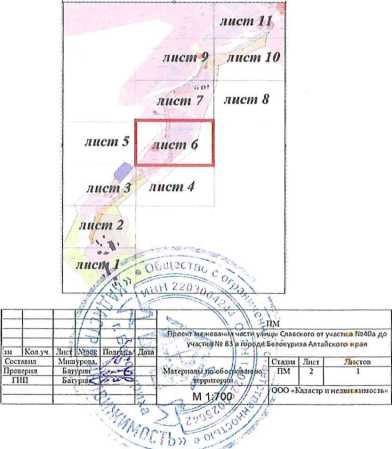 лист 11
лист 9
лист 10
лист 7
лист 8
лист 5
лист 6
лист 3
лист 4
лист 2
лист 1
Общество с ограниченной
ИНН
ПМ
Проект межевания части улицы Славского от участка №40а до
участка № 83 в городе Белокуриха Алтайского края
Кол.уч Лист №док Подпись Дата
Составил Мишурова
Проверил Батурин
ГИП Батурин
Материалы по обоснованию
территории
М 1:700
Стадия Лист Листов
ПМ 2 1
ООО «Кадастр и недвижимость»